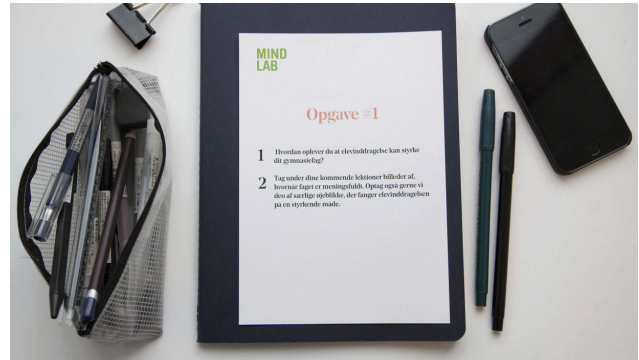 MIND
LAB
Opgave #1
1 Hvordan oplever du at elevinddragelse kan styrke
dit gymnasiefag?
2 Tag under dine kommende lektioner billeder af,
hvornår faget er meningsfuldt. Optag også gerne vi
deo af særlige øjeblikke, der fanger elevinddragelsen
på en styrkende måde.